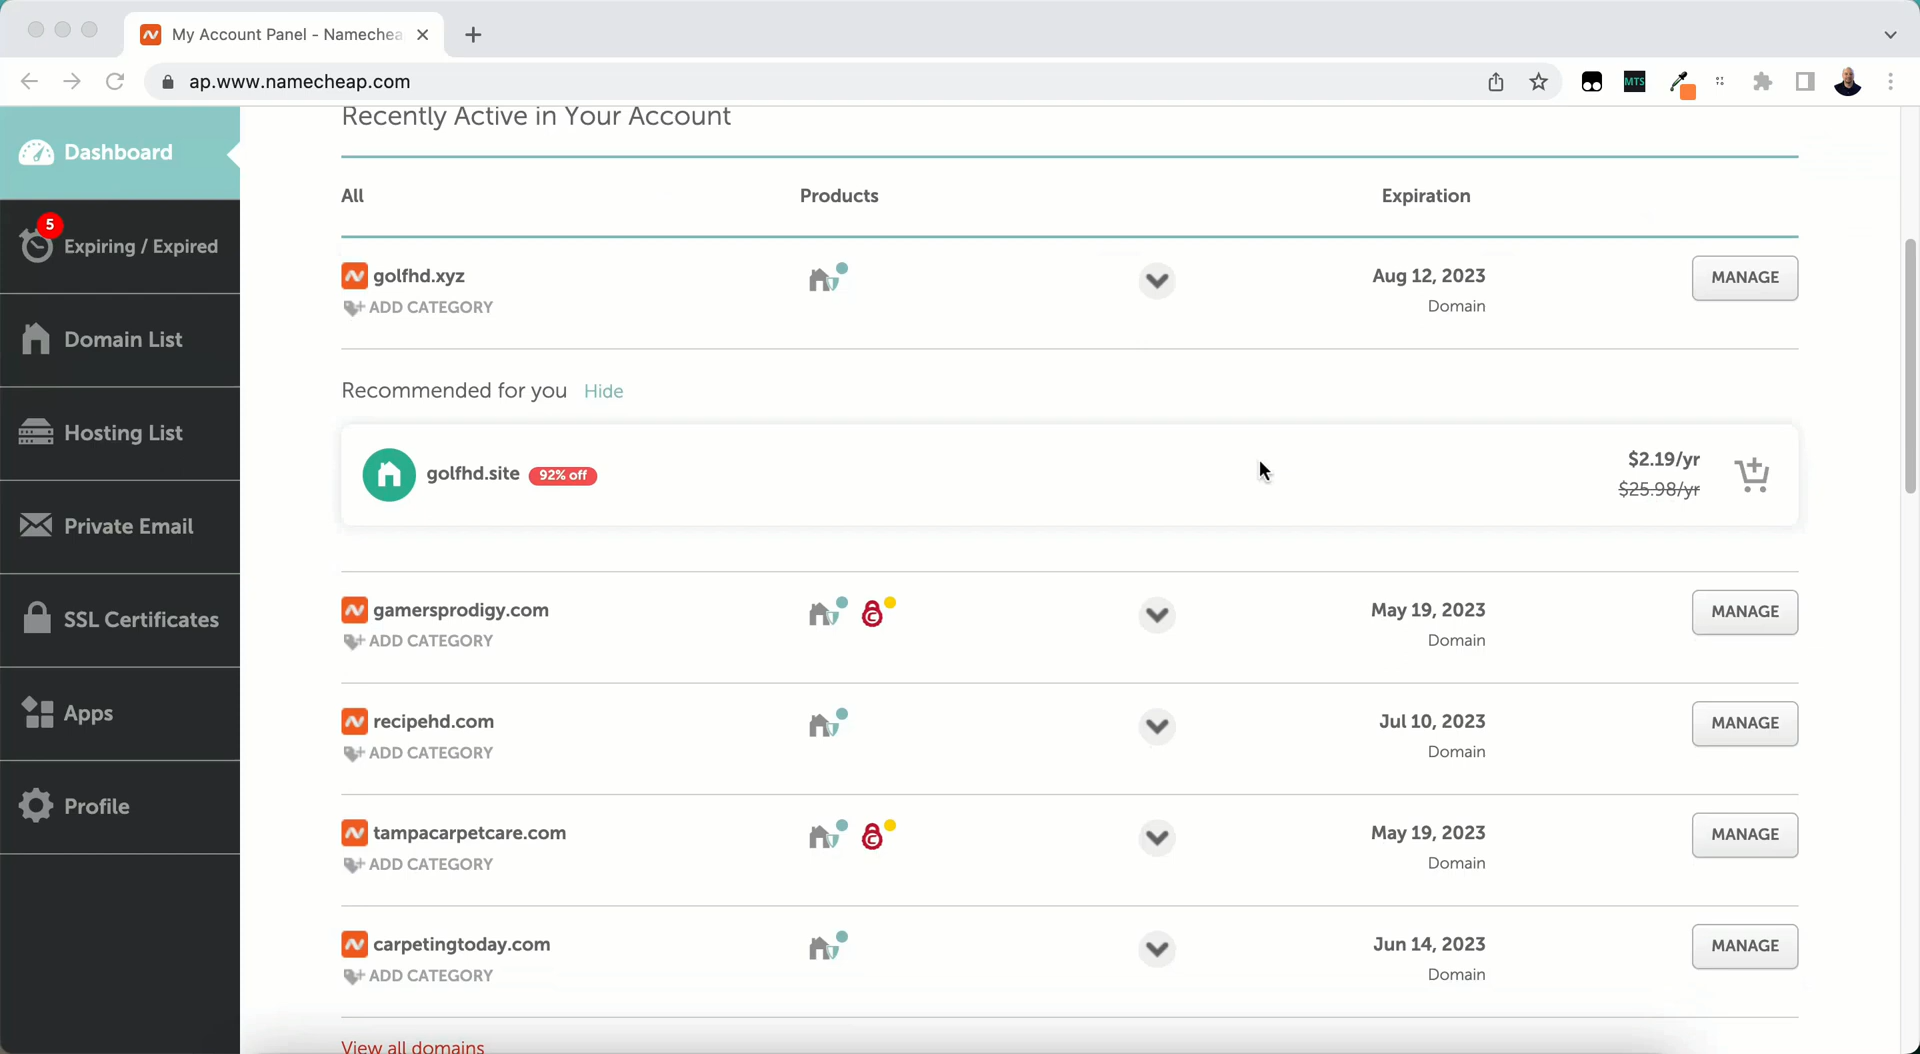 My Account Panel - Namechea
ap.www.namecheap.com
MTS
Dashboard
5
Expiring / Expired
Domain List
Hosting List
Private Email
SSL Certificates
Apps
Profile
Recently Active in Your Account
All Products Expiration
golfhd.xyz Aug 12, 2023 MANAGE
ADD CATEGORY Domain
Recommended for you Hide
golfhd.site 92% off $2.19/yr
$25.98/yr
gamersprodigy.com May 19, 2023 MANAGE
ADD CATEGORY Domain
recipehd.com Jul 10, 2023 MANAGE
ADD CATEGORY Domain
tampacarpetcare.com May 19, 2023 MANAGE
ADD CATEGORY Domain
carpetingtoday.com Jun 14, 2023 MANAGE
ADD CATEGORY Domain
View all domains